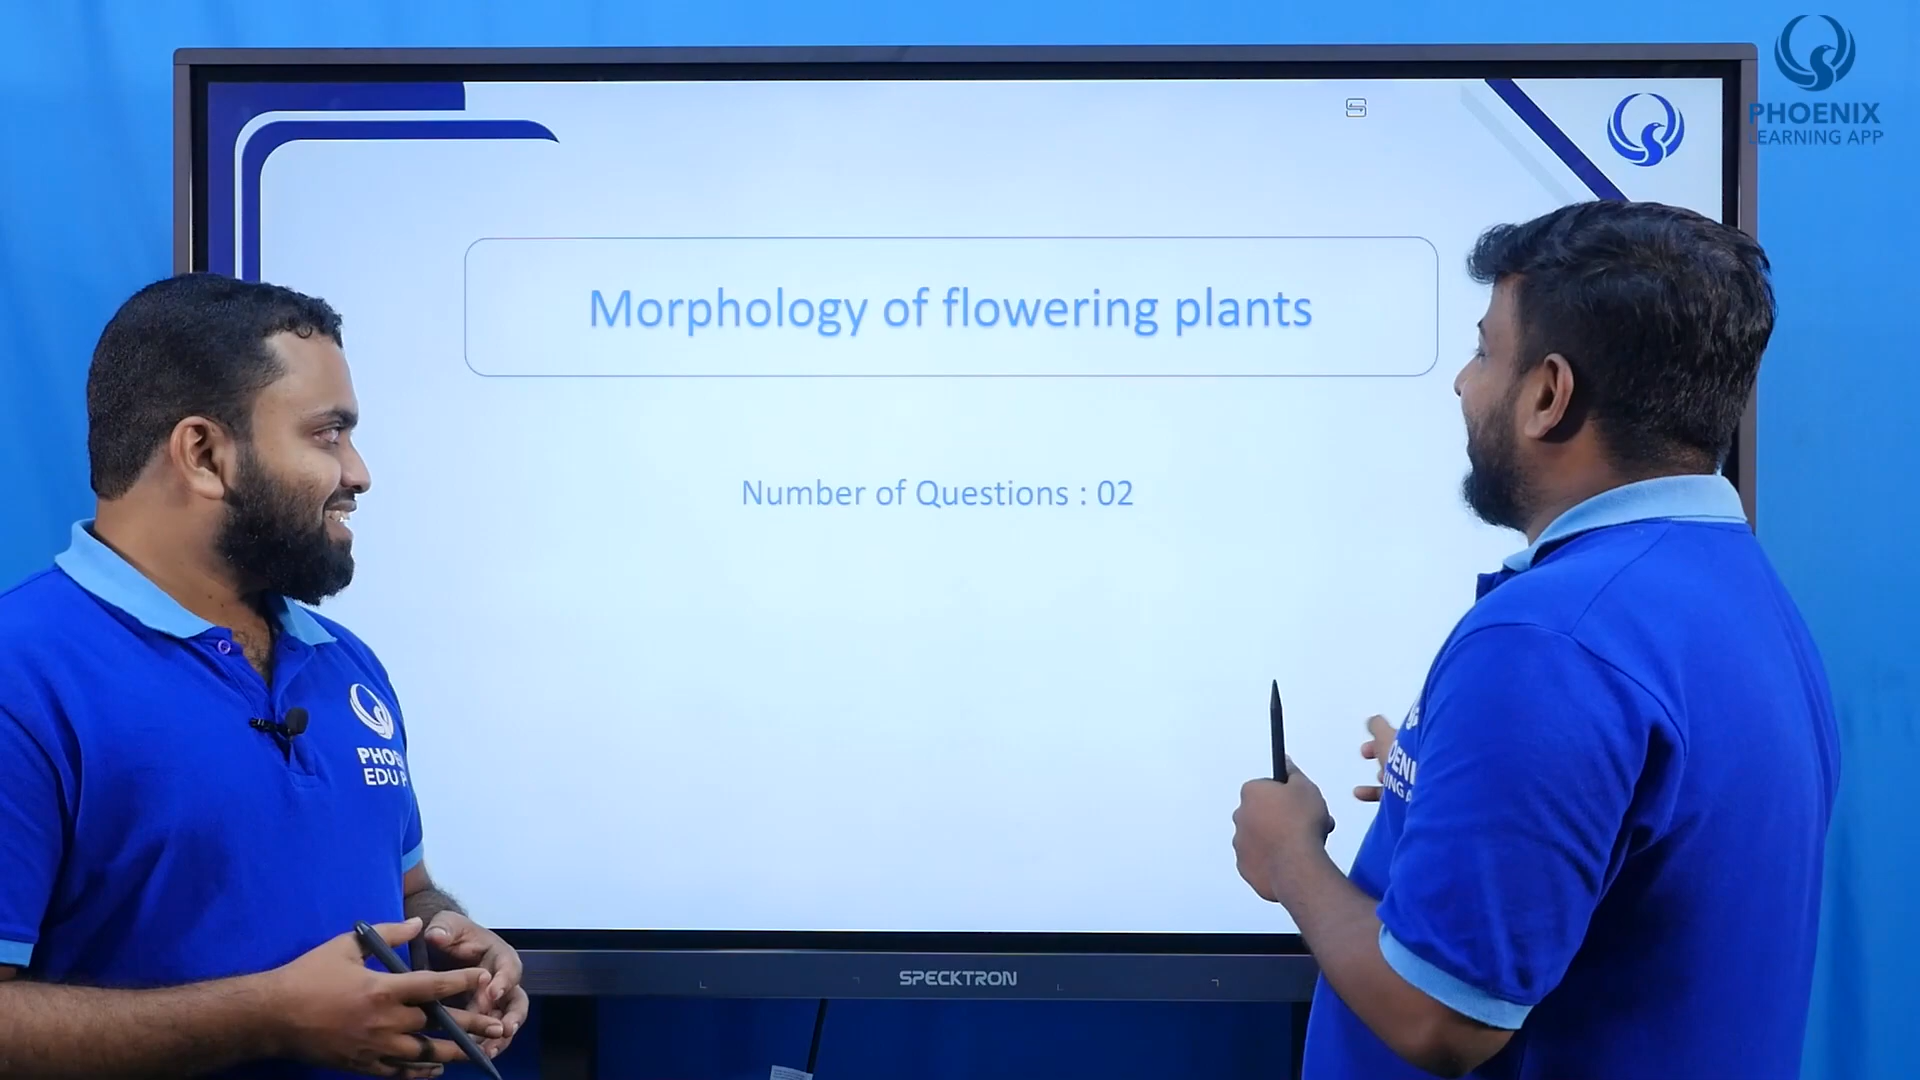 PHOENIX
LEARNING APP
Morphology of flowering plants
Number of Questions : 02
SPECKTRON